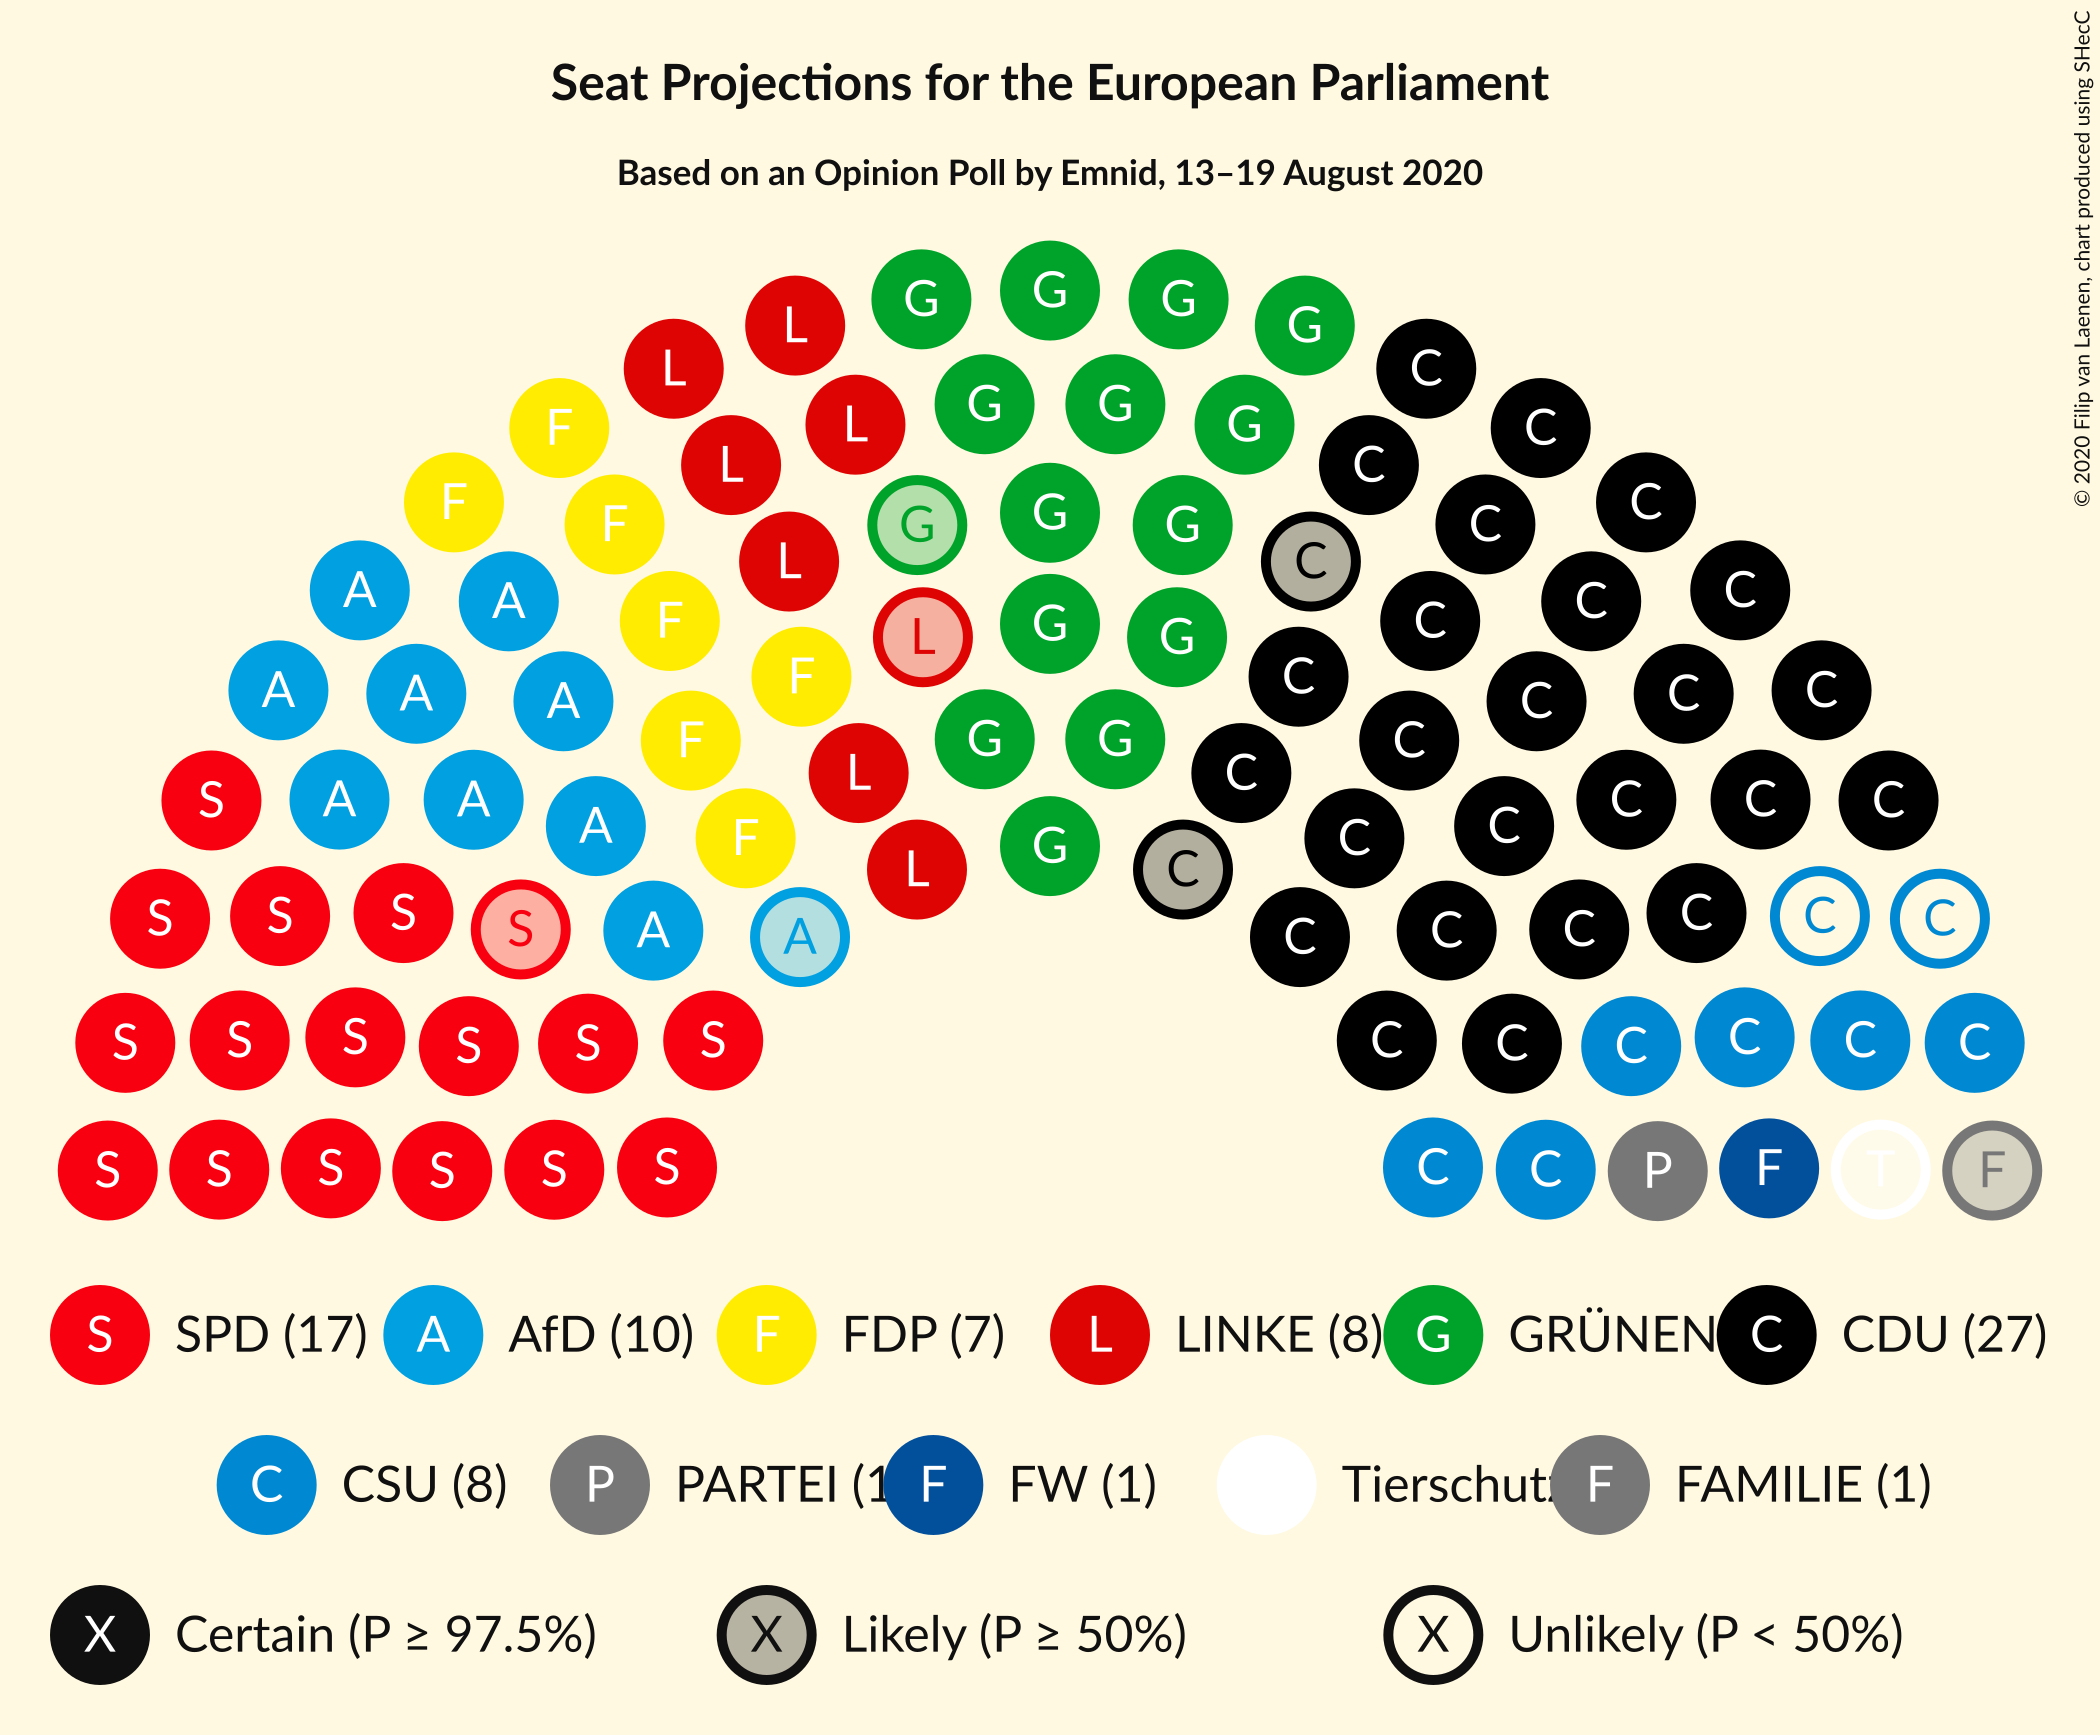 Seat Projections for the European Parliament
Based on an Opinion Poll by Emnid, 13–19 August 2020
© 2020 Filip van Laenen, chart produced using SHecC
G G G G
L L C C
G G G
F L L C C C
F F L G G G C C C
A A F L G G C C C
A A A F F C C C C
F L G G C C C
S A A A F L G C C C C C C
S S S S A A C C C C C C
S S S S S S C C C C C C
S S S S S S C C P F T F
S SPD (17) A AfD (10) F FDP (7) L LINKE (8) G GRÜNEN C CDU (27)
C CSU (8) P PARTEI (1 F FW (1) Tierschutz F FAMILIE (1)
X Certain (P ≥ 97.5%) X Likely (P ≥ 50%) X Unlikely (P < 50%)